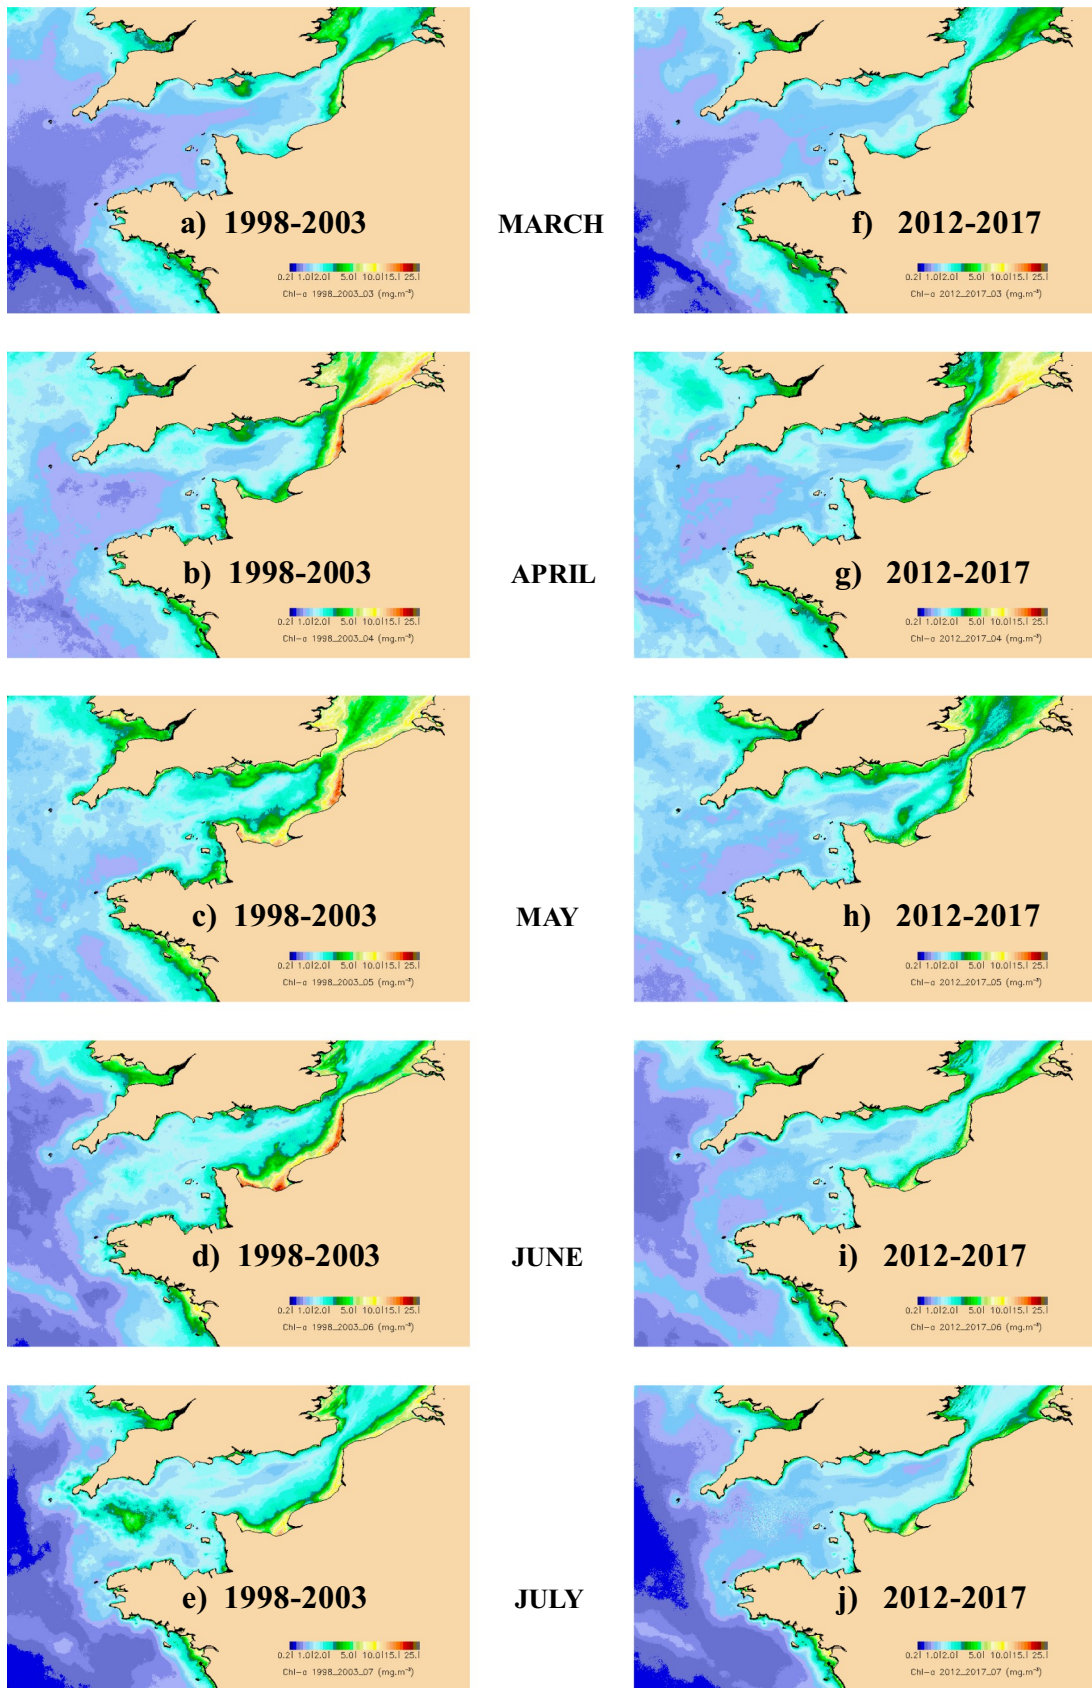 a) 1998-2003
MARCH
f) 2012-2017
0.2| 1.0|2.0| 5.0| 10.0|15.| 25.|
Chl-a 1998_2003_03 (mg.m⁻³)
0.2| 1.0|2.0| 5.0| 10.0|15.| 25.|
Chl-a 2012_2017_03 (mg.m⁻³)
b) 1998-2003
APRIL
g) 2012-2017
0.2| 1.0|2.0| 5.0| 10.0|15.| 25.|
Chl-a 1998_2003_04 (mg.m⁻³)
0.2| 1.0|2.0| 5.0| 10.0|15.| 25.|
Chl-a 2012_2017_04 (mg.m⁻³)
c) 1998-2003
MAY
h) 2012-2017
0.2| 1.0|2.0| 5.0| 10.0|15.| 25.|
Chl-a 1998_2003_05 (mg.m⁻³)
0.2| 1.0|2.0| 5.0| 10.0|15.| 25.|
Chl-a 2012_2017_05 (mg.m⁻³)
d) 1998-2003
JUNE
i) 2012-2017
0.2| 1.0|2.0| 5.0| 10.0|15.| 25.|
Chl-a 1998_2003_06 (mg.m⁻³)
0.2| 1.0|2.0| 5.0| 10.0|15.| 25.|
Chl-a 2012_2017_06 (mg.m⁻³)
e) 1998-2003
JULY
j) 2012-2017
0.2| 1.0|2.0| 5.0| 10.0|15.| 25.|
Chl-a 1998_2003_07 (mg.m⁻³)
0.2| 1.0|2.0| 5.0| 10.0|15.| 25.|
Chl-a 2012_2017_07 (mg.m⁻³)